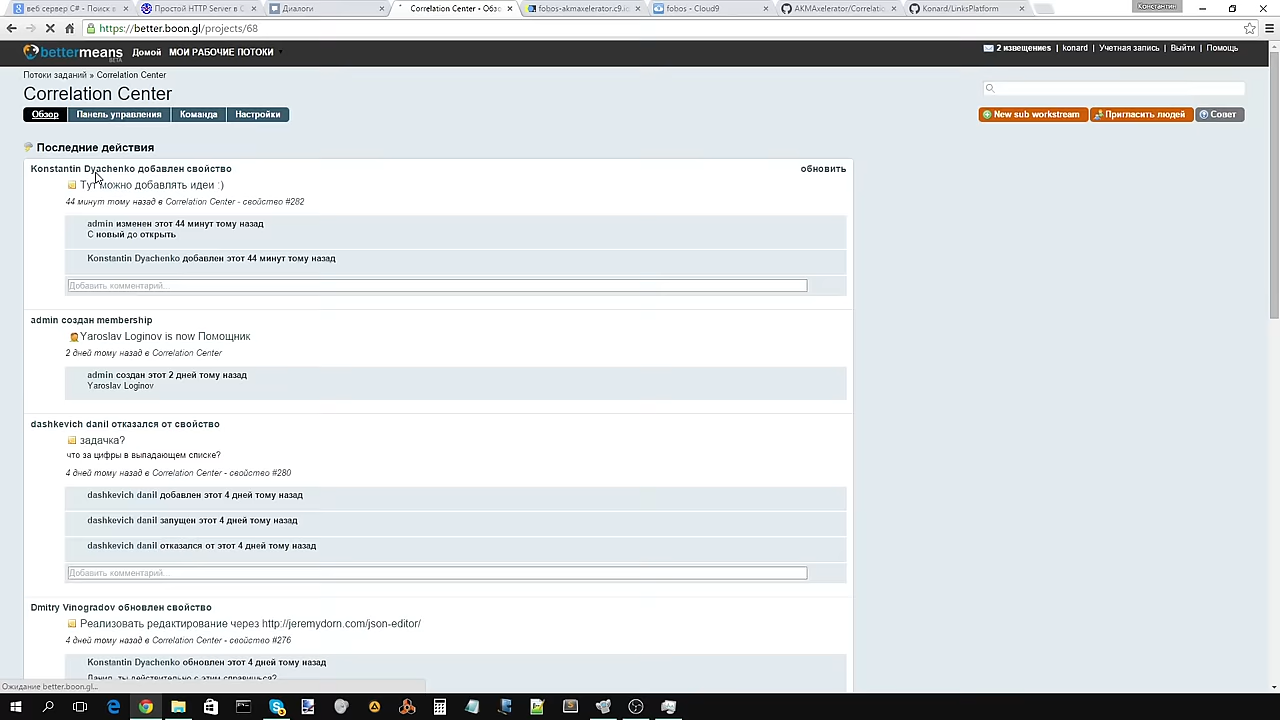 веб сервер C# - Поиск в
Простой HTTP Server в C
Диалоги
Correlation Center - Обзо
fobos-akmaxelerator.c9.io
fobos - Cloud9
AKMAxelerator/Correlatio
Konard/LinksPlatform
Константин
https://better.boon.gl/projects/68
bettermeans
BETA
Домой
МОИ РАБОЧИЕ ПОТОКИ
2 извещениės | konard | Учетная запись | Выйти | Помощь
Потоки заданий » Correlation Center
Correlation Center
Обзор
Панель управления
Команда
Настройки
New sub workstream
Пригласить людей
Совет
Последние действия
Konstantin Dyachenko добавлен свойство
обновить
Тут можно добавлять идеи :)
44 минут тому назад в Correlation Center - свойство #282
admin изменен этот 44 минут тому назад
С новый до открыть
Konstantin Dyachenko добавлен этот 44 минут тому назад
Добавить комментарий...
admin создан membership
Yaroslav Loginov is now Помощник
2 дней тому назад в Correlation Center
admin создан этот 2 дней тому назад
Yaroslav Loginov
dashkevich danil отказался от свойство
задачка?
что за цифры в выпадающем списке?
4 дней тому назад в Correlation Center - свойство #280
dashkevich danil добавлен этот 4 дней тому назад
dashkevich danil запущен этот 4 дней тому назад
dashkevich danil отказался от этот 4 дней тому назад
Добавить комментарий...
Dmitry Vinogradov обновлен свойство
Реализовать редактирование через http://jeremydorn.com/json-editor/
4 дней тому назад в Correlation Center - свойство #276
Konstantin Dyachenko обновлен этот 4 дней тому назад
Данил, ты действительно с этим справишься?
Ожидание better.boon.gl...